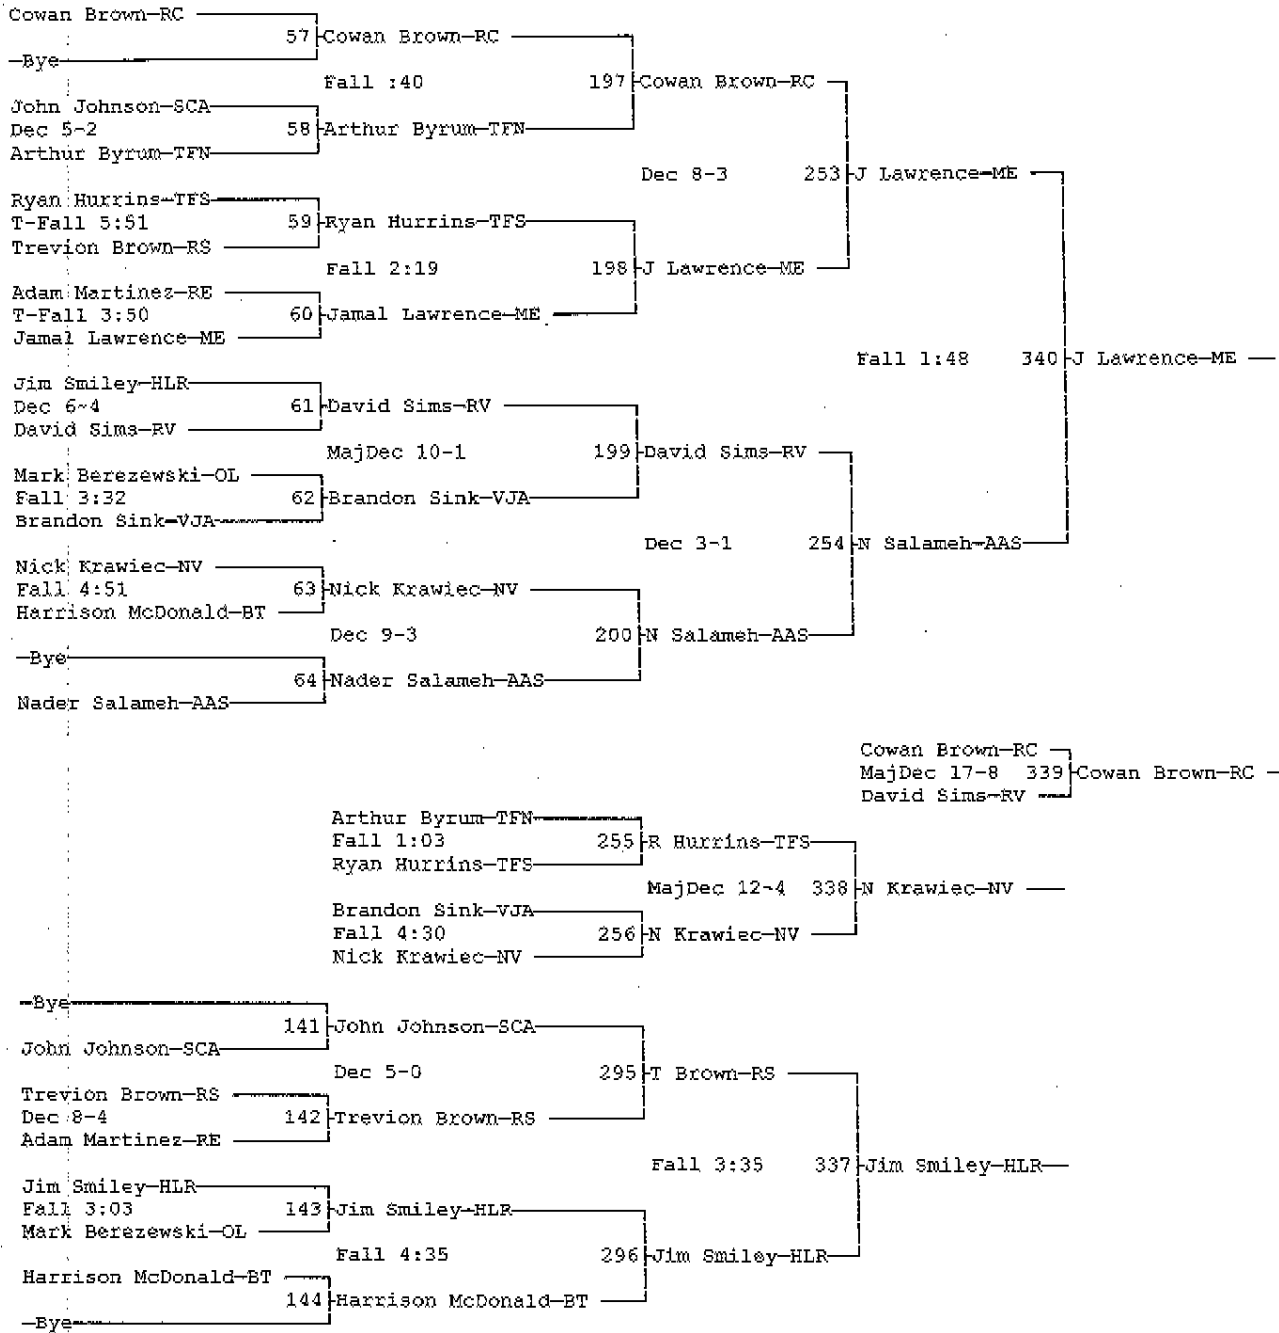 Cowan Brown-RC
57 Cowan Brown-RC
-Bye
Fall :40 197 Cowan Brown-RC
John Johnson-SCA
Dec 5-2 58 Arthur Byrum-TFN
Arthur Byrum-TFN
Dec 8-3 253 J Lawrence-ME
Ryan Hurrins-TFS
T-Fall 5:51 59 Ryan Hurrins-TFS
Trevion Brown-RS
Fall 2:19 198 J Lawrence-ME
Adam Martinez-RE
T-Fall 3:50 60 Jamal Lawrence-ME
Jamal Lawrence-ME
Fall 1:48 340 J Lawrence-ME
Jim Smiley-HLR
Dec 6-4 61 David Sims-RV
David Sims-RV
MajDec 10-1 199 David Sims-RV
Mark Berezewski-OL
Fall 3:32 62 Brandon Sink-VJA
Brandon Sink-VJA
Dec 3-1 254 N Salameh-AAS
Nick Krawiec-NV
Fall 4:51 63 Nick Krawiec-NV
Harrison McDonald-BT
Dec 9-3 200 N Salameh-AAS
-Bye
64 Nader Salameh-AAS
Nader Salameh-AAS
Cowan Brown-RC
MajDec 17-8 339 Cowan Brown-RC
David Sims-RV
Arthur Byrum-TFN
Fall 1:03 255 R Hurrins-TFS
Ryan Hurrins-TFS
MajDec 12-4 338 N Krawiec-NV
Brandon Sink-VJA
Fall 4:30 256 N Krawiec-NV
Nick Krawiec-NV
-Bye
141 John Johnson-SCA
John Johnson-SCA
Dec 5-0 295 T Brown-RS
Trevion Brown-RS
Dec 8-4 142 Trevion Brown-RS
Adam Martinez-RE
Fall 3:35 337 Jim Smiley-HLR
Jim Smiley-HLR
Fall 3:03 143 Jim Smiley-HLR
Mark Berezewski-OL
Fall 4:35 296 Jim Smiley-HLR
Harrison McDonald-BT
144 Harrison McDonald-BT
-Bye